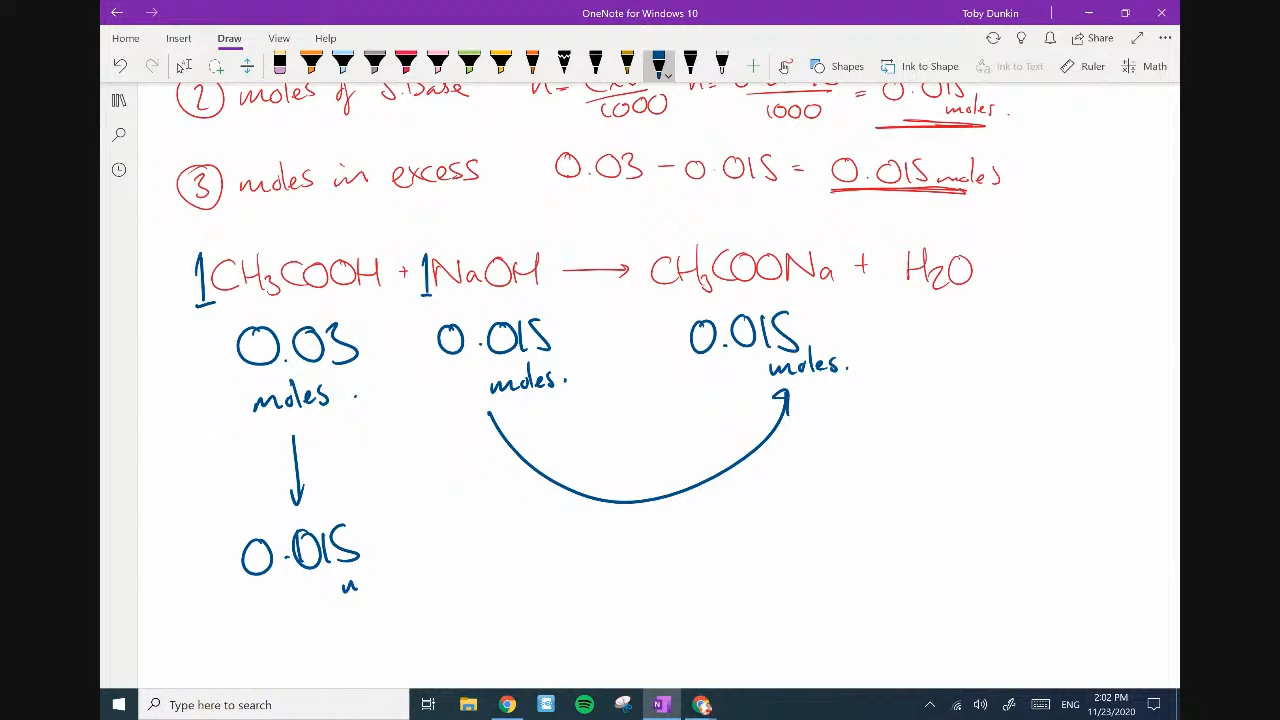 OneNote for Windows 10
Toby Dunkin
Home Insert Draw View Help
Share
Shapes Ink to Shape Ink to Text Ruler Math
② moles of S.Base n= 1000 n= 1000 = 0.015 moles.
③ moles in excess 0.03 - 0.015 = 0.015 moles
1CH3COOH + 1NaOH → CH3COONa + H2O
0.03 0.015 0.015
moles. moles. moles.
0.015
n
Type here to search
ENG
2:02 PM
11/23/2020